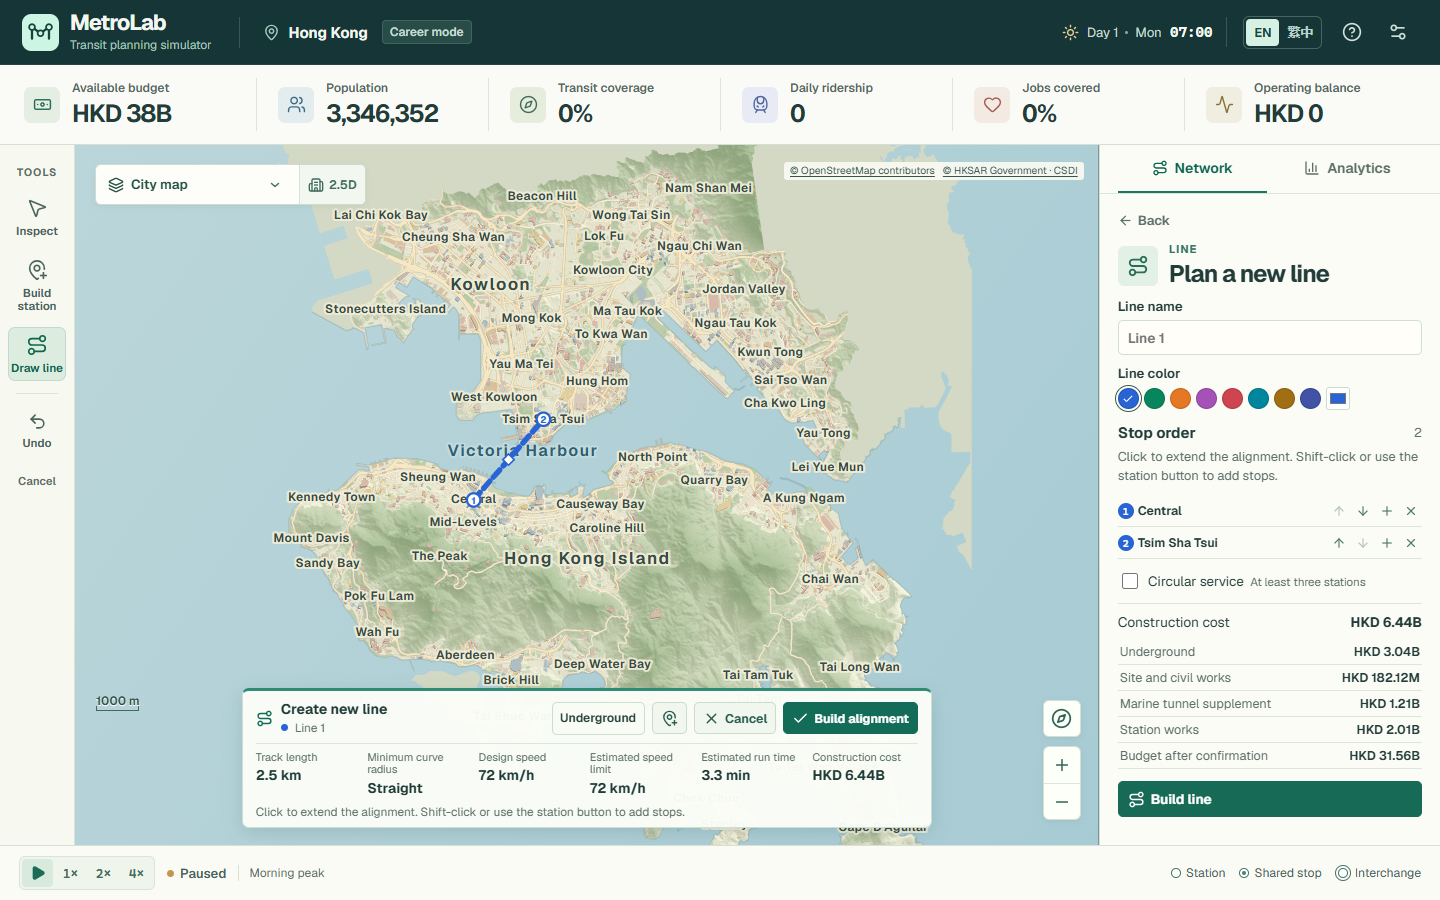 MetroLab
Transit planning simulator
Hong Kong
Career mode
Day 1 • Mon 07:00
EN 繁中
Available budget
HKD 38B
Population
3,346,352
Transit coverage
0%
Daily ridership
0
Jobs covered
0%
Operating balance
HKD 0
TOOLS
Inspect
Build station
Draw line
Undo
Cancel
City map
2.5D
© OpenStreetMap contributors © HKSAR Government · CSDI
Nam Shan Mei
Beacon Hill
Lai Chi Kok Bay
Wong Tai Sin
Cheung Sha Wan
Lok Fu
Ngau Chi Wan
Kowloon City
Kowloon
Jordan Valley
Stonecutters Island
Mong Kok
Ma Tau Kok
Ngau Tau Kok
To Kwa Wan
Kwun Tong
Yau Ma Tei
Hung Hom
Sai Tso Wan
West Kowloon
Cha Kwo Ling
Tsim Sha Tsui
2
Yau Tong
Victoria Harbour
North Point
Lei Yue Mun
Sheung Wan
Quarry Bay
Kennedy Town
Central
1
A Kung Ngam
Causeway Bay
Mid-Levels
Caroline Hill
Mount Davis
The Peak
Hong Kong Island
Sandy Bay
Chai Wan
Pok Fu Lam
Wah Fu
Aberdeen
Deep Water Bay
Tai Long Wan
Tai Tam Tuk
Brick Hill
1000 m
Create new line
Line 1
Underground
Cancel
Build alignment
Track length
2.5 km
Minimum curve radius
Straight
Design speed
72 km/h
Estimated speed limit
72 km/h
Estimated run time
3.3 min
Construction cost
HKD 6.44B
Click to extend the alignment. Shift-click or use the station button to add stops.
Cape D'Aguilar
Network
Analytics
Back
LINE
Plan a new line
Line name
Line 1
Line color
Stop order 2
Click to extend the alignment. Shift-click or use the
station button to add stops.
1 Central
2 Tsim Sha Tsui
Circular service At least three stations
Construction cost HKD 6.44B
Underground HKD 3.04B
Site and civil works HKD 182.12M
Marine tunnel supplement HKD 1.21B
Station works HKD 2.01B
Budget after confirmation HKD 31.56B
Build line
1× 2× 4×
Paused
Morning peak
Station
Shared stop
Interchange